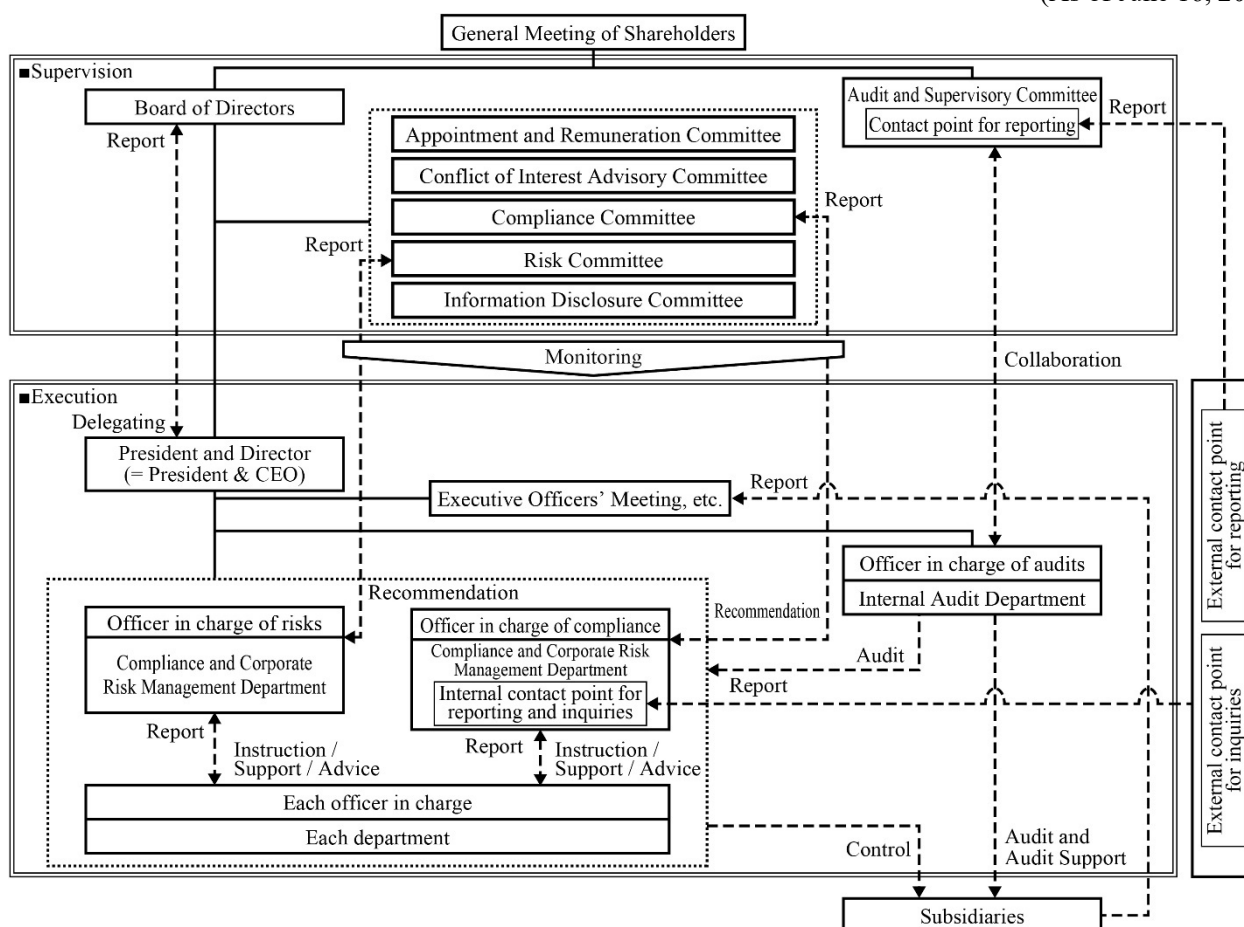 General Meeting of Shareholders
■Supervision
Board of Directors
Report
Appointment and Remuneration Committee
Conflict of Interest Advisory Committee
Compliance Committee
Risk Committee
Information Disclosure Committee
Report
Report
Audit and Supervisory Committee
Contact point for reporting
Report
Monitoring
Collaboration
■Execution
Delegating
President and Director
(= President & CEO)
Executive Officers' Meeting, etc.
Report
Officer in charge of audits
Internal Audit Department
Recommendation
Recommendation
Officer in charge of risks
Compliance and Corporate
Risk Management Department
Officer in charge of compliance
Compliance and Corporate Risk
Management Department
Internal contact point for
reporting and inquiries
Audit
Report
Report
Instruction /
Support / Advice
Report
Instruction /
Support / Advice
Each officer in charge
Each department
Control
Audit and
Audit Support
Subsidiaries
External contact point
for reporting
External contact point
for inquiries